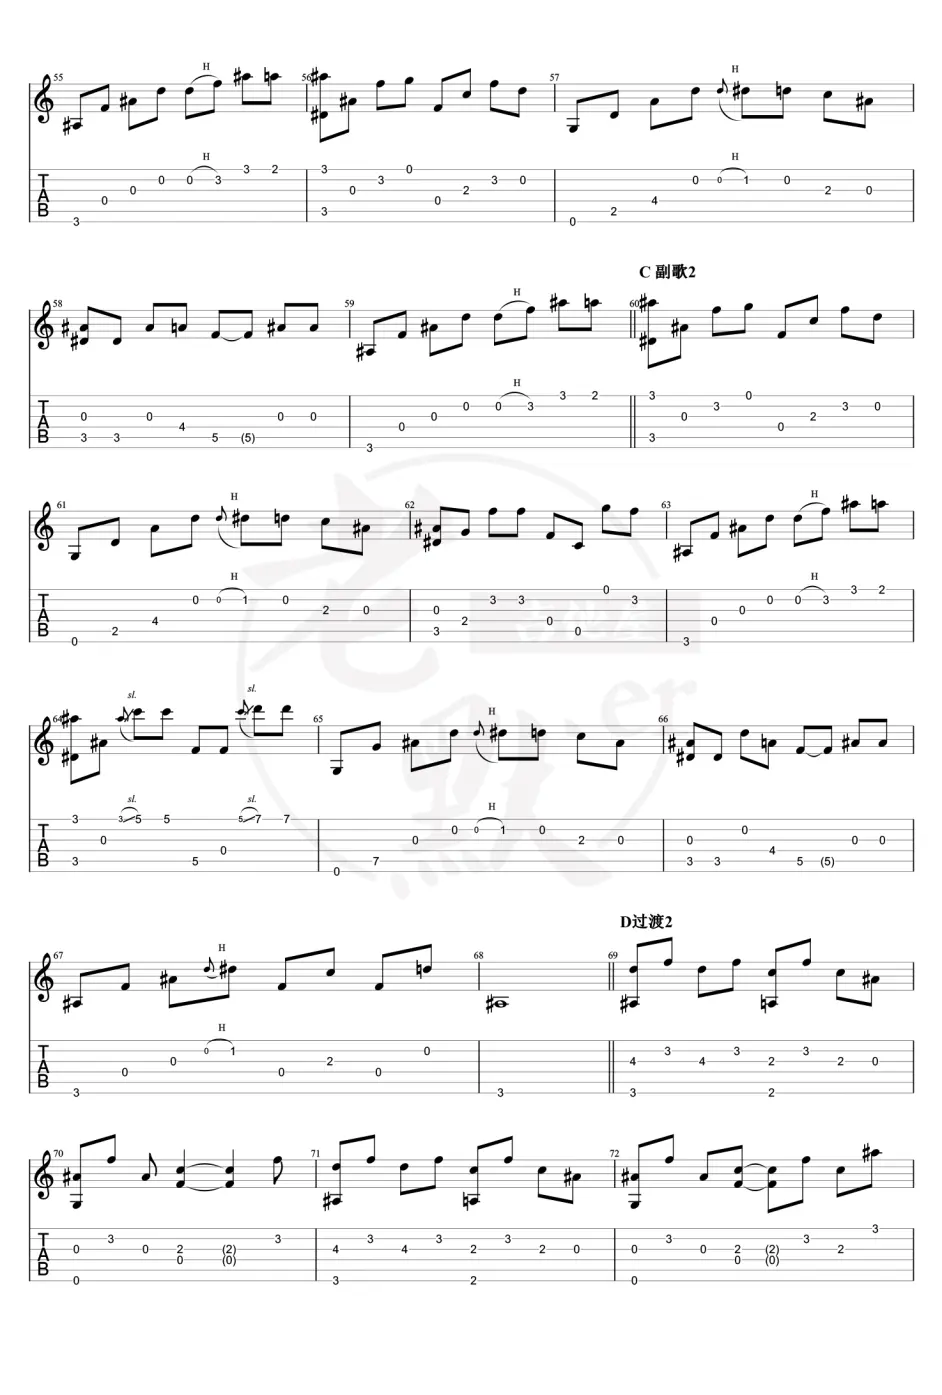 55 H 56 57 H
T A B
H H
3 2 3 0
0 0 3 3 3 0 0 0 1 0
0 0 2 2 0
0 0 4
3 2
3 0
C 副歌2
58 59 H 60
T A B
H
3 2 3 0
0 0 3 3 3 0
0 0 0 0 0 0 2
4 0 0
3 3 5 (5) 3
3
61 H 62 63 H
T A B
H H
0 3 2
0 0 1 0 3 3 3 0 0 3
2 0 0 0
4 2 0 0
2 3 0
0 3
sl. sl.
64 65 H 66
T A B
sl. sl. H
3 3 5 5 5 7 7
0 0 1 0 0
0 0 2 0 0 0 0
0 4
3 5 7 3 3 5 (5)
0
D过渡2
67 H 68 69
T A B
H
0 1 0 3 3 3
0 2 4 4 2 2 0
0 0 0
3 3 3 2
70 71 72
T A B
3
3 3 3 3 3 3 3
0 0 2 (2) 4 4 2 2 0 0 0 2 (2) 2
0 (0) 0 (0)
0 3 2 0
er